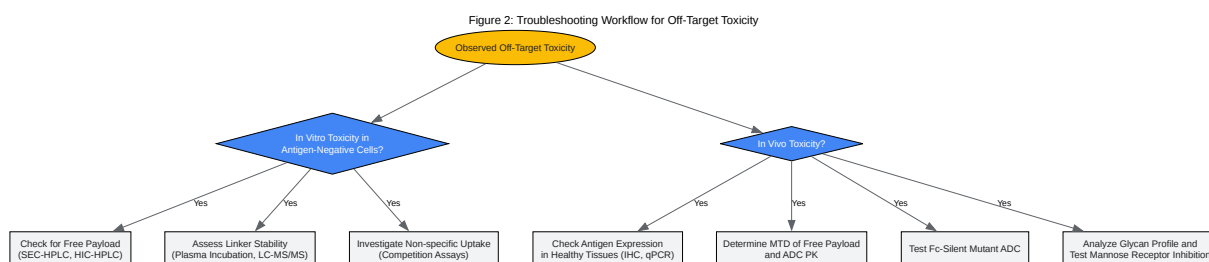 Figure 2: Troubleshooting Workflow for Off-Target Toxicity
Observed Off-Target Toxicity
In Vitro Toxicity in
Antigen-Negative Cells?
In Vivo Toxicity?
Yes
Yes
Yes
Yes
Yes
Yes
Yes
Check for Free Payload
(SEC-HPLC, HIC-HPLC)
Assess Linker Stability
(Plasma Incubation, LC-MS/MS)
Investigate Non-specific Uptake
(Competition Assays)
Check Antigen Expression
in Healthy Tissues (IHC, qPCR)
Determine MTD of Free Payload
and ADC PK
Test Fc-Silent Mutant ADC
Analyze Glycan Profile and
Test Mannose Receptor Inhibition